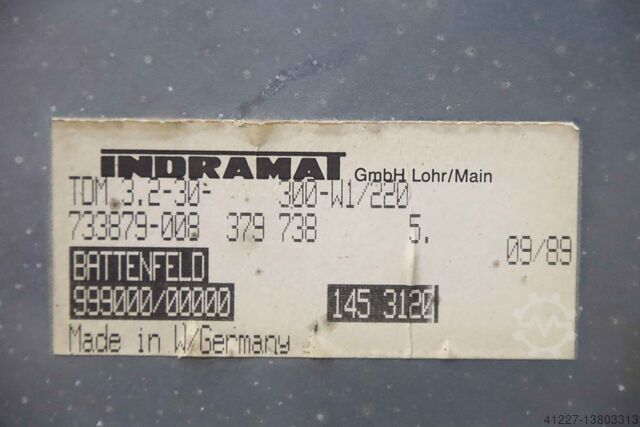 INDRAMAT GmbH Lohr/Main
TDM 3.2-30- 300-W1/220
733879-008 379 738 5. 09/89
BATTENFELD
999000/00000 145 3120
Made in W/Germany
41227-13803313